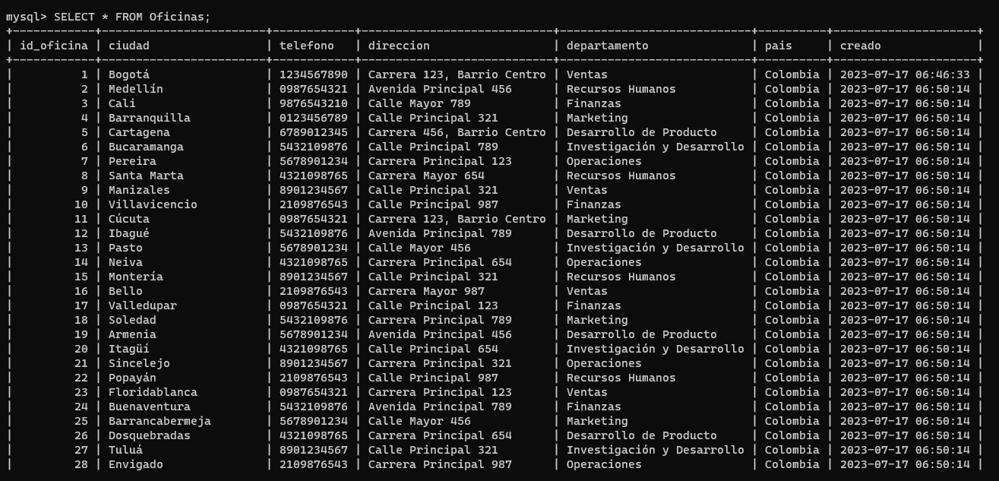 mysql> SELECT * FROM Oficinas;
+------------+------------------------+------------+----------------------------+----------------------------+----------+---------------------+
| id_oficina | ciudad                 | telefono   | direccion                  | departamento               | pais     | creado              |
+------------+------------------------+------------+----------------------------+----------------------------+----------+---------------------+
|          1 | Bogotá                 | 1234567890 | Carrera 123, Barrio Centro | Ventas                     | Colombia | 2023-07-17 06:46:33 |
|          2 | Medellín               | 0987654321 | Avenida Principal 456      | Recursos Humanos           | Colombia | 2023-07-17 06:50:14 |
|          3 | Cali                   | 9876543210 | Calle Mayor 789            | Finanzas                   | Colombia | 2023-07-17 06:50:14 |
|          4 | Barranquilla           | 0123456789 | Calle Principal 321        | Marketing                  | Colombia | 2023-07-17 06:50:14 |
|          5 | Cartagena              | 6789012345 | Carrera 456, Barrio Centro | Desarrollo de Producto     | Colombia | 2023-07-17 06:50:14 |
|          6 | Bucaramanga            | 5432109876 | Calle Principal 789        | Investigación y Desarrollo | Colombia | 2023-07-17 06:50:14 |
|          7 | Pereira                | 5678901234 | Carrera Principal 123      | Operaciones                | Colombia | 2023-07-17 06:50:14 |
|          8 | Santa Marta            | 4321098765 | Carrera Mayor 654          | Recursos Humanos           | Colombia | 2023-07-17 06:50:14 |
|          9 | Manizales              | 8901234567 | Calle Principal 321        | Ventas                     | Colombia | 2023-07-17 06:50:14 |
|         10 | Villavicencio          | 2109876543 | Calle Principal 987        | Finanzas                   | Colombia | 2023-07-17 06:50:14 |
|         11 | Cúcuta                 | 0987654321 | Carrera 123, Barrio Centro | Marketing                  | Colombia | 2023-07-17 06:50:14 |
|         12 | Ibagué                 | 5432109876 | Avenida Principal 789      | Desarrollo de Producto     | Colombia | 2023-07-17 06:50:14 |
|         13 | Pasto                  | 5678901234 | Calle Mayor 456            | Investigación y Desarrollo | Colombia | 2023-07-17 06:50:14 |
|         14 | Neiva                  | 4321098765 | Carrera Principal 654      | Operaciones                | Colombia | 2023-07-17 06:50:14 |
|         15 | Montería               | 8901234567 | Calle Principal 321        | Recursos Humanos           | Colombia | 2023-07-17 06:50:14 |
|         16 | Bello                  | 2109876543 | Carrera Mayor 987          | Ventas                     | Colombia | 2023-07-17 06:50:14 |
|         17 | Valledupar             | 0987654321 | Calle Principal 123        | Finanzas                   | Colombia | 2023-07-17 06:50:14 |
|         18 | Soledad                | 5432109876 | Carrera Principal 789      | Marketing                  | Colombia | 2023-07-17 06:50:14 |
|         19 | Armenia                | 5678901234 | Avenida Principal 456      | Desarrollo de Producto     | Colombia | 2023-07-17 06:50:14 |
|         20 | Itagüí                 | 4321098765 | Calle Principal 654        | Investigación y Desarrollo | Colombia | 2023-07-17 06:50:14 |
|         21 | Sincelejo              | 8901234567 | Carrera Principal 321      | Operaciones                | Colombia | 2023-07-17 06:50:14 |
|         22 | Popayán                | 2109876543 | Calle Principal 987        | Recursos Humanos           | Colombia | 2023-07-17 06:50:14 |
|         23 | Floridablanca          | 0987654321 | Carrera Principal 123      | Ventas                     | Colombia | 2023-07-17 06:50:14 |
|         24 | Buenaventura           | 5432109876 | Avenida Principal 789      | Finanzas                   | Colombia | 2023-07-17 06:50:14 |
|         25 | Barrancabermeja        | 5678901234 | Calle Mayor 456            | Marketing                  | Colombia | 2023-07-17 06:50:14 |
|         26 | Dosquebradas           | 4321098765 | Carrera Principal 654      | Desarrollo de Producto     | Colombia | 2023-07-17 06:50:14 |
|         27 | Tuluá                  | 8901234567 | Calle Principal 321        | Investigación y Desarrollo | Colombia | 2023-07-17 06:50:14 |
|         28 | Envigado               | 2109876543 | Carrera Principal 987      | Operaciones                | Colombia | 2023-07-17 06:50:14 |